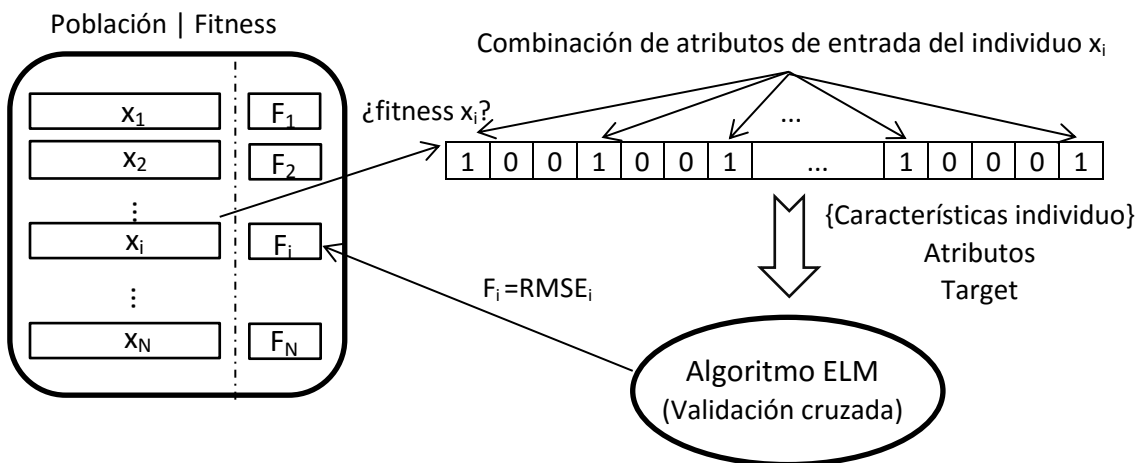 Población | Fitness
x1 F1
x2 F2
⋮
xi Fi
⋮
xN FN
Combinación de atributos de entrada del individuo xi
¿fitness xi?
...
1 0 0 1 0 0 1 ... 1 0 0 0 1
{Características individuo}
Atributos
Target
Fi=RMSEi
Algoritmo ELM
(Validación cruzada)